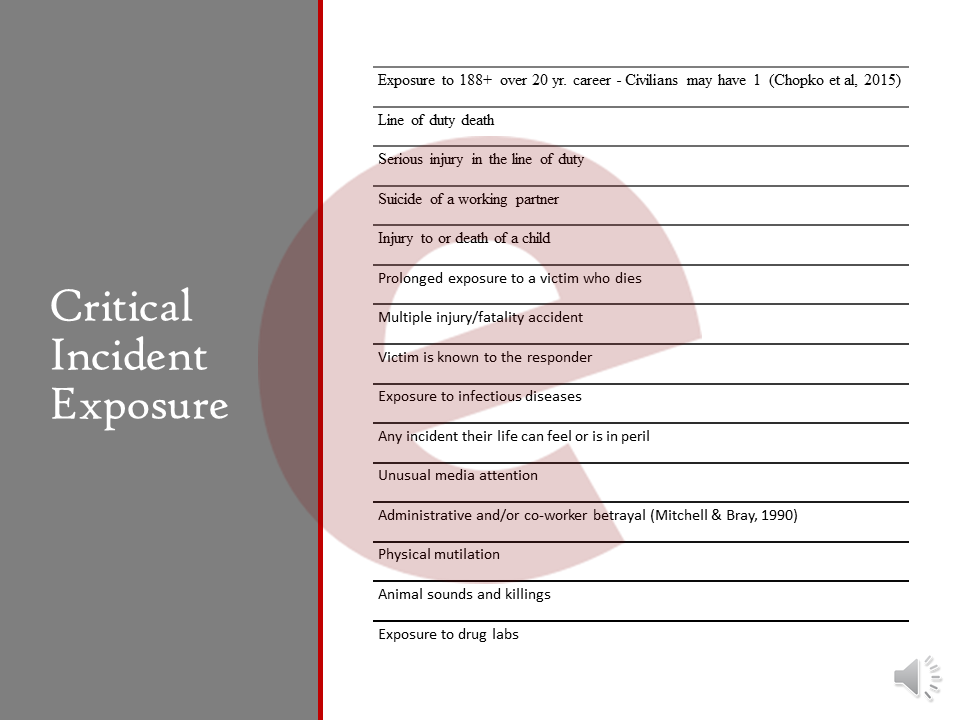 Critical
Incident
Exposure
Exposure to 188+ over 20 yr. career - Civilians may have 1 (Chopko et al, 2015)
Line of duty death
Serious injury in the line of duty
Suicide of a working partner
Injury to or death of a child
Prolonged exposure to a victim who dies
Multiple injury/fatality accident
Victim is known to the responder
Exposure to infectious diseases
Any incident their life can feel or is in peril
Unusual media attention
Administrative and/or co-worker betrayal (Mitchell & Bray, 1990)
Physical mutilation
Animal sounds and killings
Exposure to drug labs
e